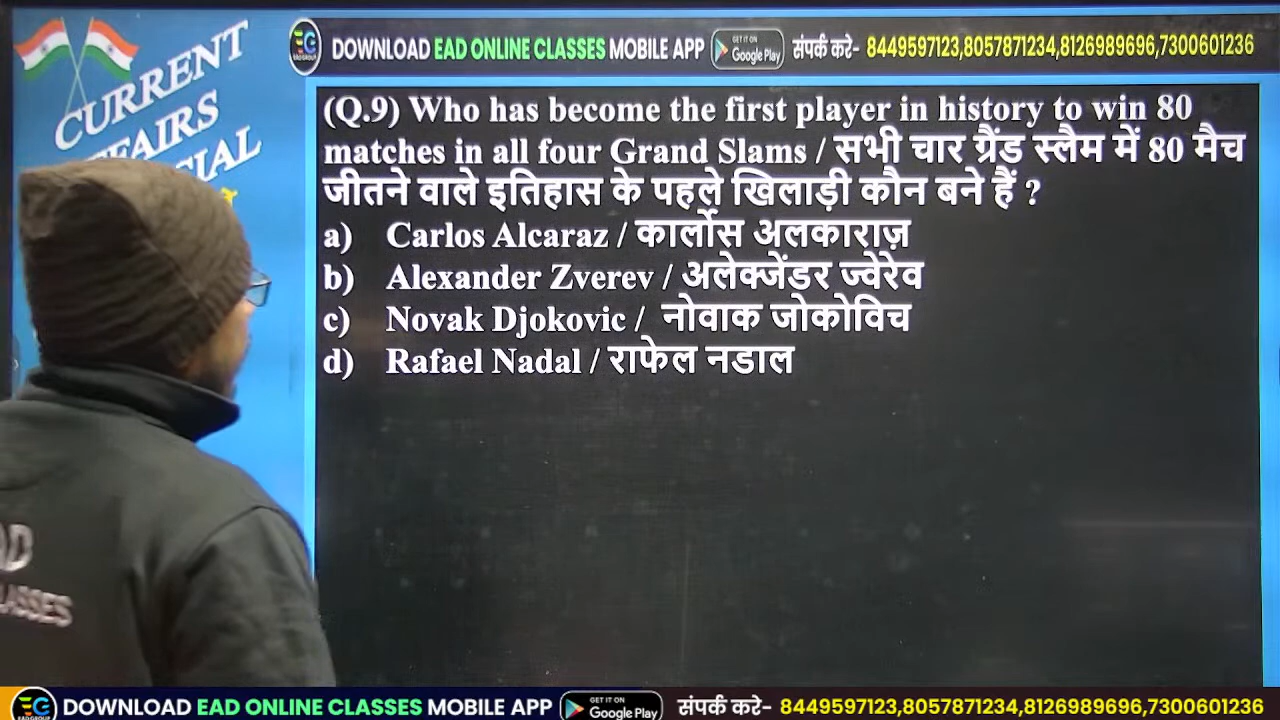 CURRENT
AFFAIRS
CIAL
DOWNLOAD EAD ONLINE CLASSES MOBILE APP GET IT ON Google Play संपर्क करे- 8449597123,8057871234,8126989696,7300601236
(Q.9) Who has become the first player in history to win 80
matches in all four Grand Slams / सभी चार ग्रैंड स्लैम में 80 मैच
जीतने वाले इतिहास के पहले खिलाड़ी कौन बने हैं ?
a) Carlos Alcaraz / कार्लोस अलकाराज़
b) Alexander Zverev / अलेक्जेंडर ज्वेरेव
c) Novak Djokovic / नोवाक जोकोविच
d) Rafael Nadal / राफेल नडाल
AD
LASSES
DOWNLOAD EAD ONLINE CLASSES MOBILE APP GET IT ON Google Play संपर्क करे- 8449597123,8057871234,8126989696,7300601236